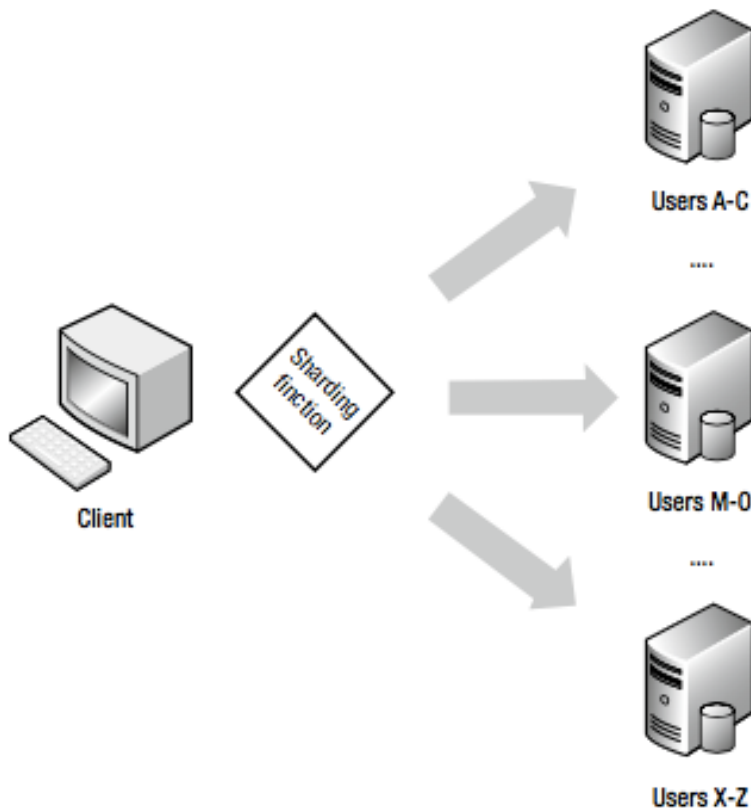 Users A-C
....
Sharding
finction
Client
Users M-O
....
Users X-Z